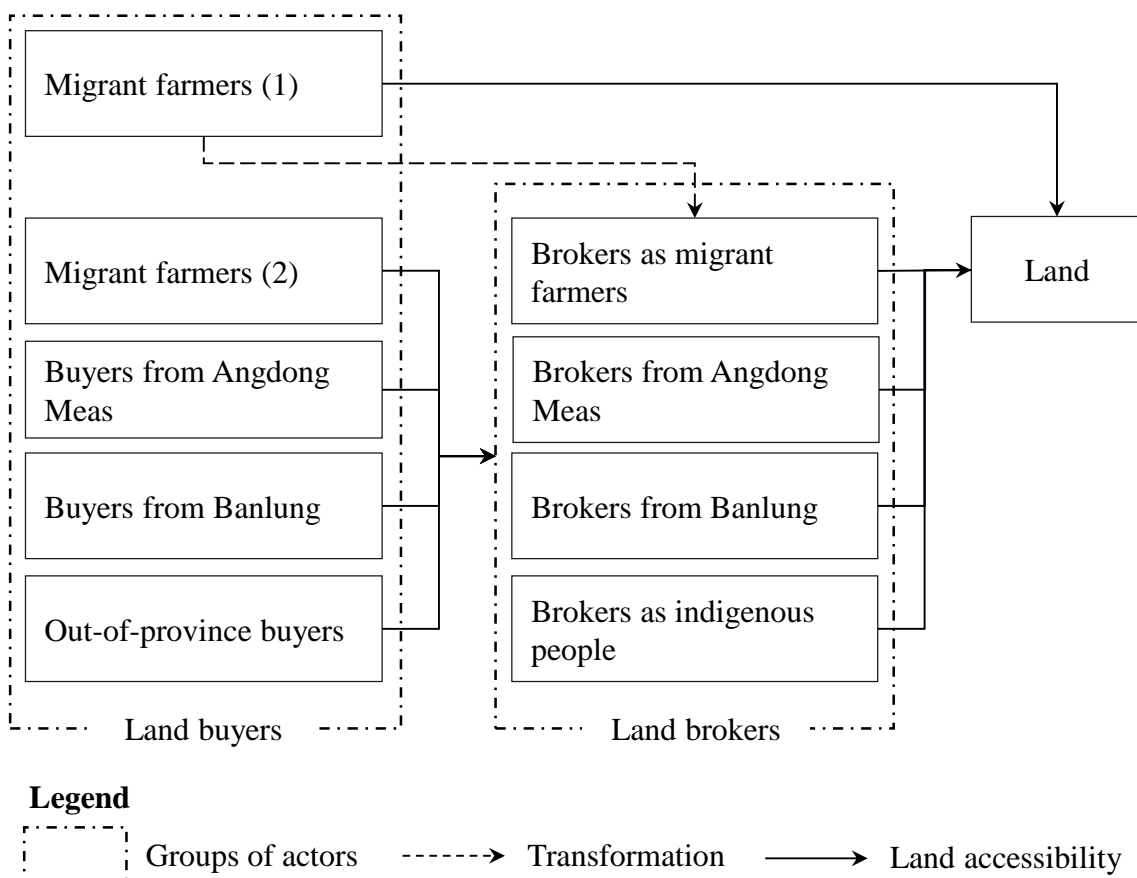 Migrant farmers (1)
Migrant farmers (2)
Buyers from Angdong
Meas
Buyers from Banlung
Out-of-province buyers
Land buyers
Brokers as migrant
farmers
Brokers from Angdong
Meas
Brokers from Banlung
Brokers as indigenous
people
Land brokers
Land
Legend
Groups of actors
Transformation
Land accessibility